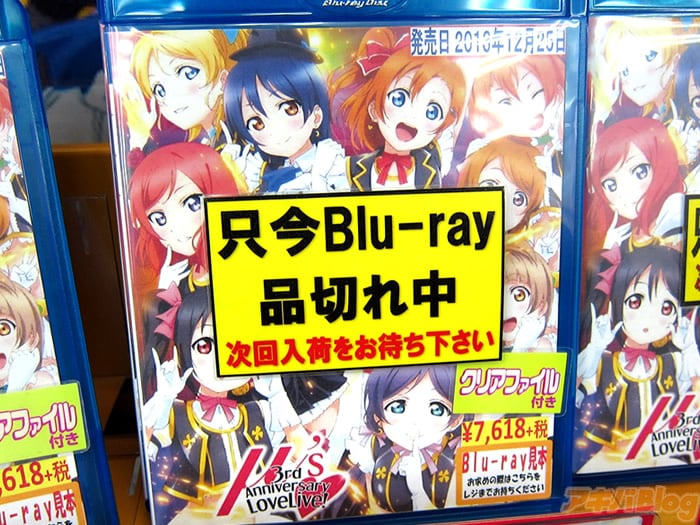 Blu-ray Disc
発売日 2013年12月25日
只今Blu-ray
品切れ中
次回入荷をお待ち下さい
クリアファイル
付き
¥7,618+税
Blu-ray見本
お求めの際はこちらを
レジまでお持ちください
μ's
3rd
Anniversary
LoveLive!
アファイル
付き
,618+税
ay見本
アキバBlog